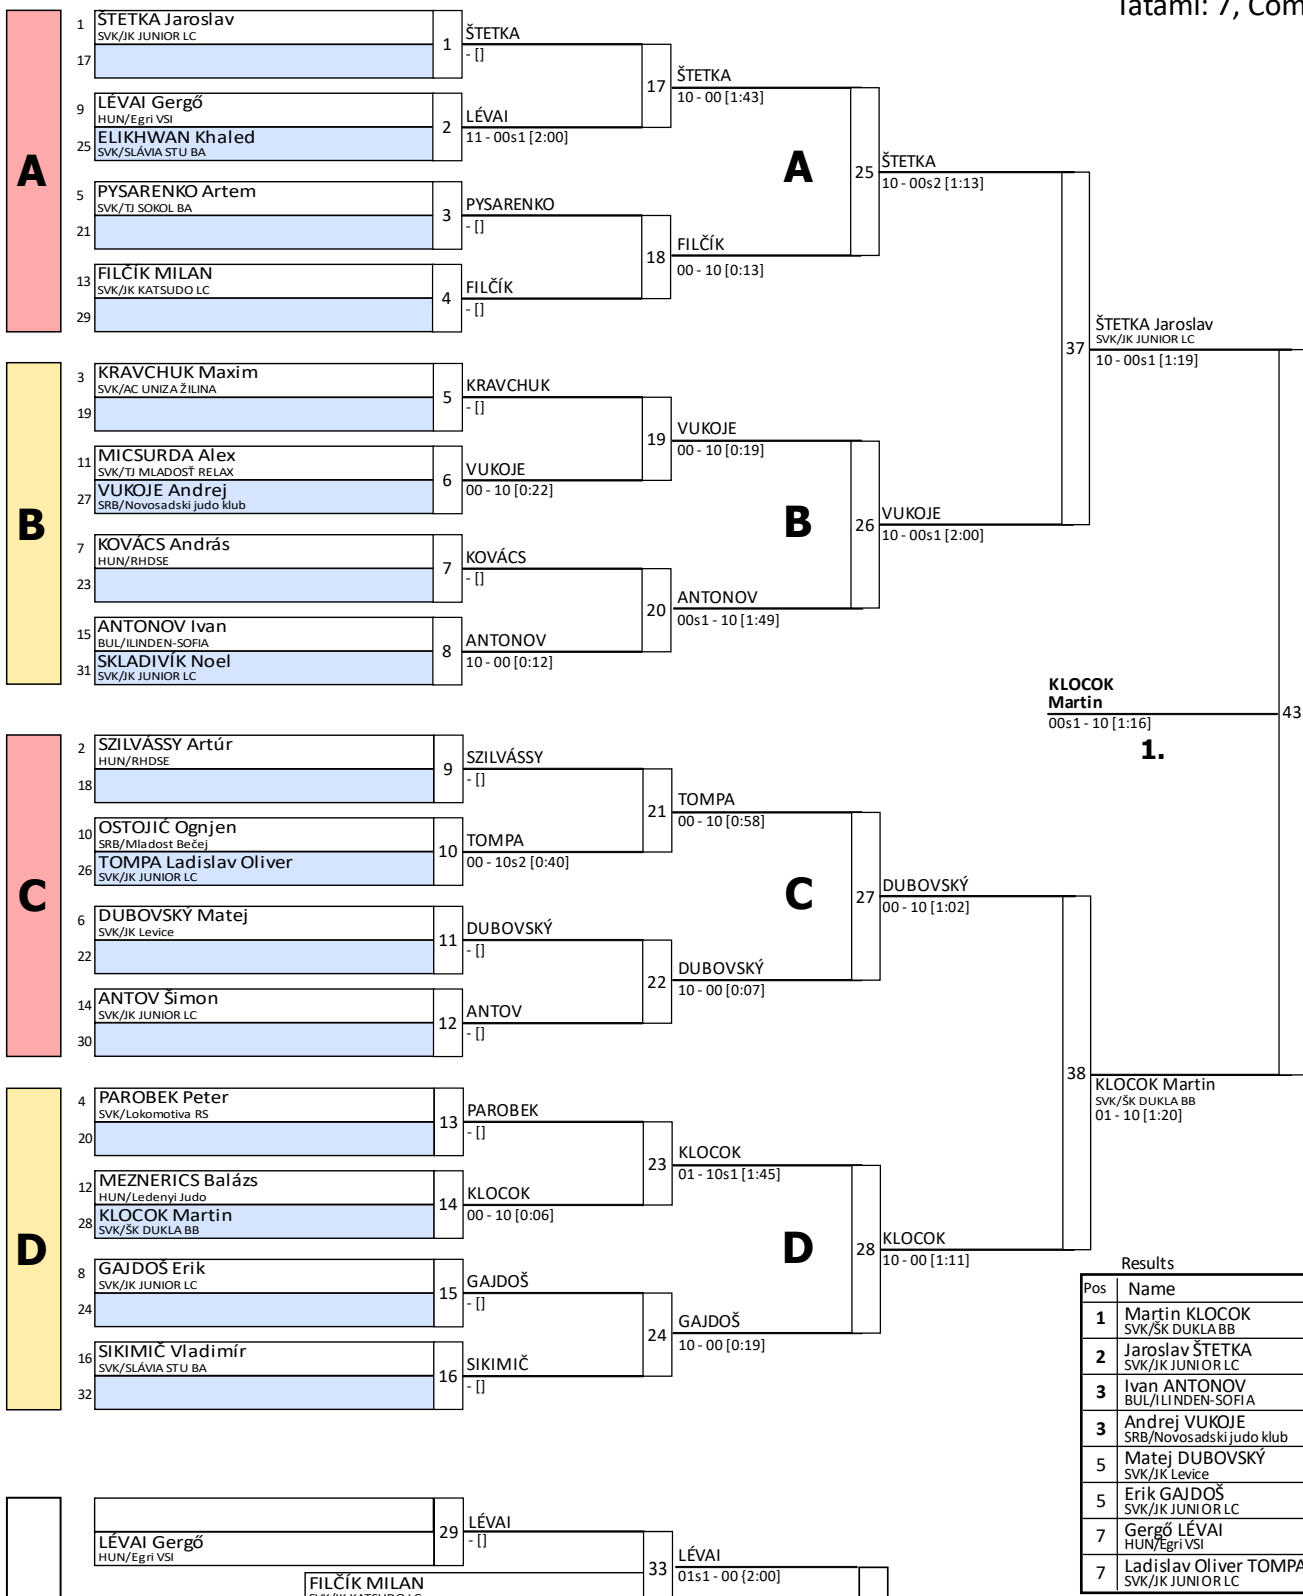 Tatami: 7, Com
A
1 ŠTETKA Jaroslav
SVK/JK JUNIOR LC
17
1
ŠTETKA
- []
9 LÉVAI Gergő
HUN/Egri VSI
25 ELIKHWAN Khaled
SVK/SLÁVIA STU BA
2
LÉVAI
11 - 00s1 [2:00]
17
ŠTETKA
10 - 00 [1:43]
5 PYSARENKO Artem
SVK/TJ SOKOL BA
21
3
PYSARENKO
- []
13 FILČÍK MILAN
SVK/JK KATSUDO LC
29
4
FILČÍK
- []
18
FILČÍK
00 - 10 [0:13]
A
25
ŠTETKA
10 - 00s2 [1:13]
B
3 KRAVCHUK Maxim
SVK/AC UNIZA ŽILINA
19
5
KRAVCHUK
- []
11 MICSURDA Alex
SVK/TJ MLADOSŤ RELAX
27 VUKOJE Andrej
SRB/Novosadski judo klub
6
VUKOJE
00 - 10 [0:22]
19
VUKOJE
00 - 10 [0:19]
7 KOVÁCS András
HUN/RHDSE
23
7
KOVÁCS
- []
15 ANTONOV Ivan
BUL/ILINDEN-SOFIA
31 SKLADIVÍK Noel
SVK/JK JUNIOR LC
8
ANTONOV
10 - 00 [0:12]
20
ANTONOV
00s1 - 10 [1:49]
B
26
VUKOJE
10 - 00s1 [2:00]
37
ŠTETKA Jaroslav
SVK/JK JUNIOR LC
10 - 00s1 [1:19]
KLOCOK
Martin
00s1 - 10 [1:16]
1.
43
C
2 SZILVÁSSY Artúr
HUN/RHDSE
18
9
SZILVÁSSY
- []
10 OSTOJIĆ Ognjen
SRB/Mladost Bečej
26 TOMPA Ladislav Oliver
SVK/JK JUNIOR LC
10
TOMPA
00 - 10s2 [0:40]
21
TOMPA
00 - 10 [0:58]
6 DUBOVSKÝ Matej
SVK/JK Levice
22
11
DUBOVSKÝ
- []
14 ANTOV Šimon
SVK/JK JUNIOR LC
30
12
ANTOV
- []
22
DUBOVSKÝ
10 - 00 [0:07]
C
27
DUBOVSKÝ
00 - 10 [1:02]
D
4 PAROBEK Peter
SVK/Lokomotiva RS
20
13
PAROBEK
- []
12 MEZNERICS Balázs
HUN/Ledenyi Judo
28 KLOCOK Martin
SVK/ŠK DUKLA BB
14
KLOCOK
00 - 10 [0:06]
23
KLOCOK
01 - 10s1 [1:45]
8 GAJDOŠ Erik
SVK/JK JUNIOR LC
24
15
GAJDOŠ
- []
16 SIKIMIČ Vladimír
SVK/SLÁVIA STU BA
32
16
SIKIMIČ
- []
24
GAJDOŠ
10 - 00 [0:19]
D
28
KLOCOK
10 - 00 [1:11]
38
KLOCOK Martin
SVK/ŠK DUKLA BB
01 - 10 [1:20]
Results
Pos Name
1 Martin KLOCOK
SVK/ŠK DUKLA BB
2 Jaroslav ŠTETKA
SVK/JK JUNIOR LC
3 Ivan ANTONOV
BUL/ILINDEN-SOFIA
3 Andrej VUKOJE
SRB/Novosadski judo klub
5 Matej DUBOVSKÝ
SVK/JK Levice
5 Erik GAJDOŠ
SVK/JK JUNIOR LC
7 Gergő LÉVAI
HUN/Egri VSI
7 Ladislav Oliver TOMPA
SVK/JK JUNIOR LC
LÉVAI Gergő
HUN/Egri VSI
29
LÉVAI
- []
FILČÍK MILAN
SVK/JK KATSUDO LC
33
LÉVAI
01s1 - 00 {2:00]